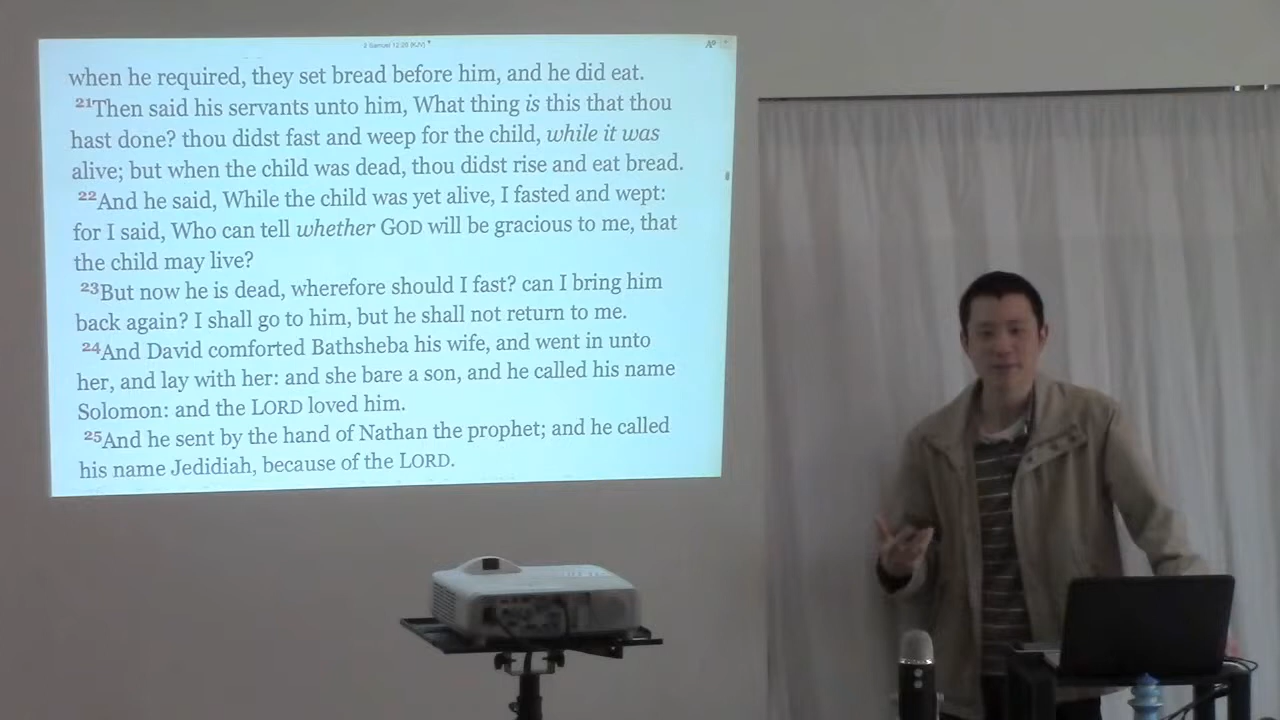 2 Samuel 12:25 (KJV)
when he required, they set bread before him, and he did eat.
21Then said his servants unto him, What thing is this that thou
hast done? thou didst fast and weep for the child, while it was
alive; but when the child was dead, thou didst rise and eat bread.
22And he said, While the child was yet alive, I fasted and wept:
for I said, Who can tell whether GOD will be gracious to me, that
the child may live?
23But now he is dead, wherefore should I fast? can I bring him
back again? I shall go to him, but he shall not return to me.
24And David comforted Bathsheba his wife, and went in unto
her, and lay with her: and she bare a son, and he called his name
Solomon: and the LORD loved him.
25And he sent by the hand of Nathan the prophet; and he called
his name Jedidiah, because of the LORD.